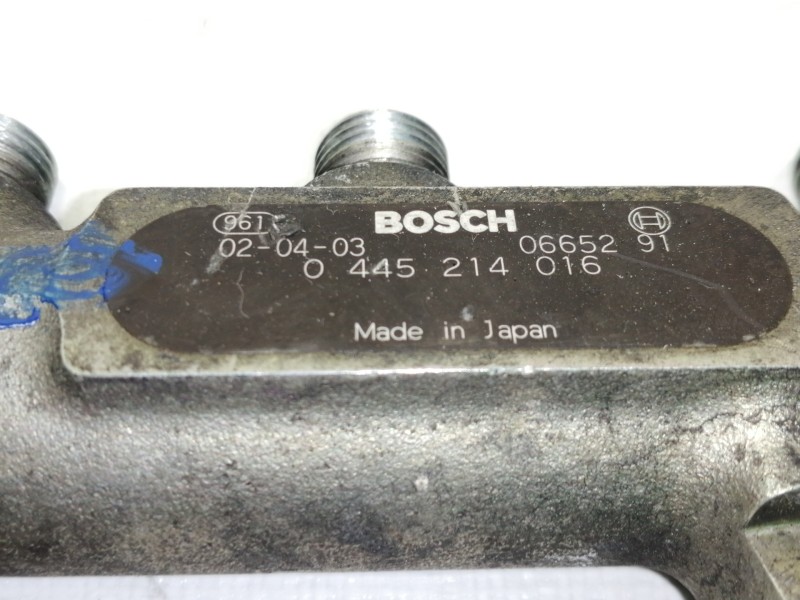 961 BOSCH
02-04-03 06652 91
0 445 214 016
Made in Japan